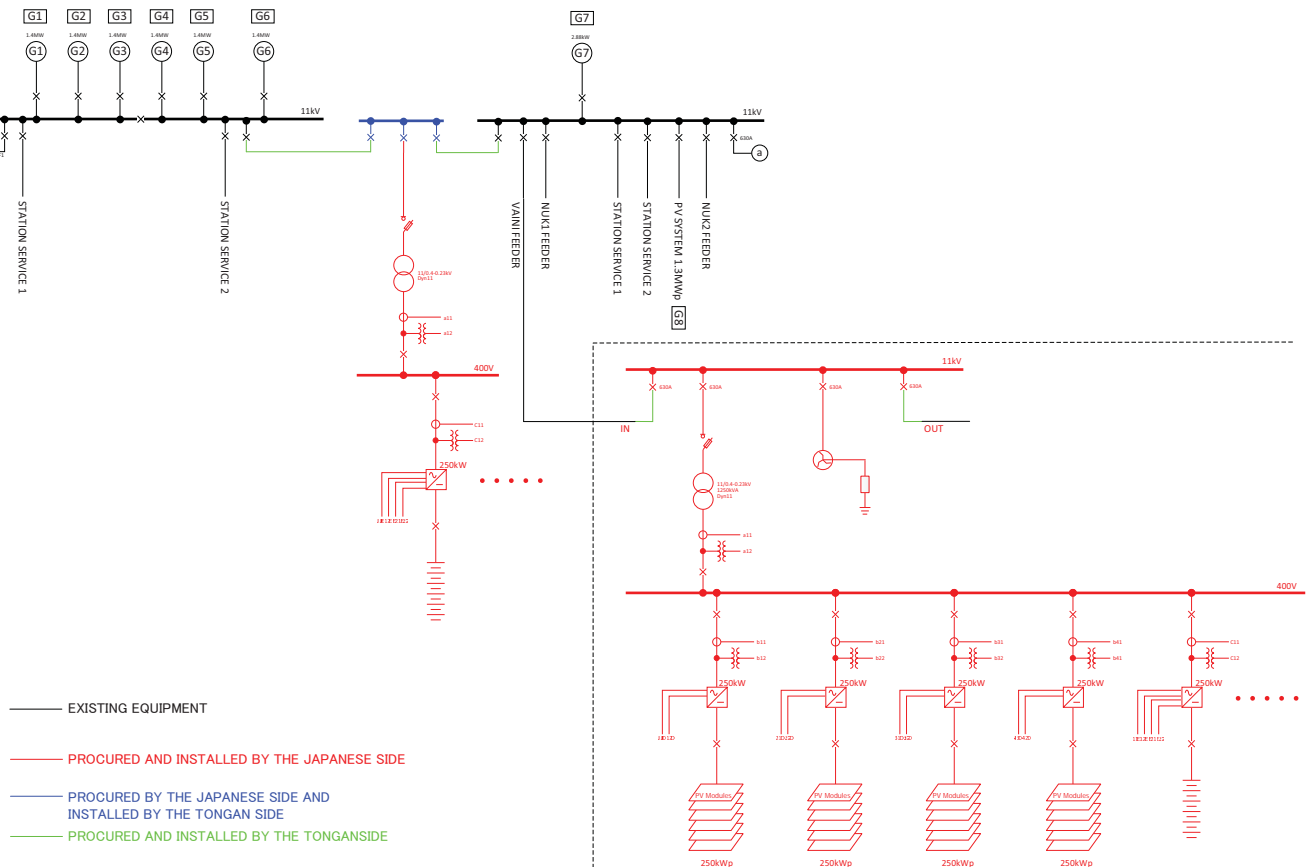 G1 G2 G3 G4 G5 G6
1.4MW 1.4MW 1.4MW 1.4MW 1.4MW 1.4MW
G1 G2 G3 G4 G5 G6
11kV
G7
2.88kW
G7
11kV
630A
a
STATION SERVICE 1
STATION SERVICE 2
VAINI FEEDER
NUK1 FEEDER
STATION SERVICE 1
STATION SERVICE 2
PV SYSTEM 1.3MWp
G8
NUK2 FEEDER
11/0.4-0.23kV
Dyn11
a11
a12
400V
C11
C12
250kW
11kV
630A 630A 630A 630A
IN
OUT
11/0.4-0.23kV
1250kVA
Dyn11
a11
a12
400V
b11 b21 b31 b41 C11
b12 b22 b32 b41 C12
250kW 250kW 250kW 250kW 250kW
PV Modules PV Modules PV Modules PV Modules
250kWp 250kWp 250kWp 250kWp
EXISTING EQUIPMENT
PROCURED AND INSTALLED BY THE JAPANESE SIDE
PROCURED BY THE JAPANESE SIDE AND
INSTALLED BY THE TONGAN SIDE
PROCURED AND INSTALLED BY THE TONGANSIDE